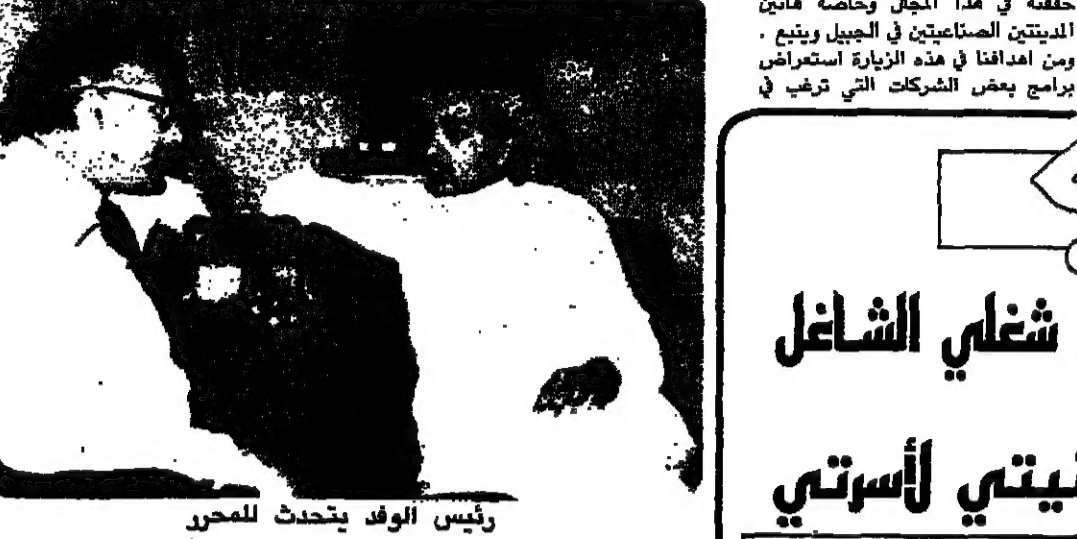 حققته في هذا المجال وخاصة هاتين
المدينتين الصناعيتين في الجبيل وينبع .
ومن اهدافنا في هذه الزيارة استعراض
برامج بعض الشركات التي ترغب في
شغلي الشاغل
لأسرتي
رئيس الوفد يتحدث للمحرر